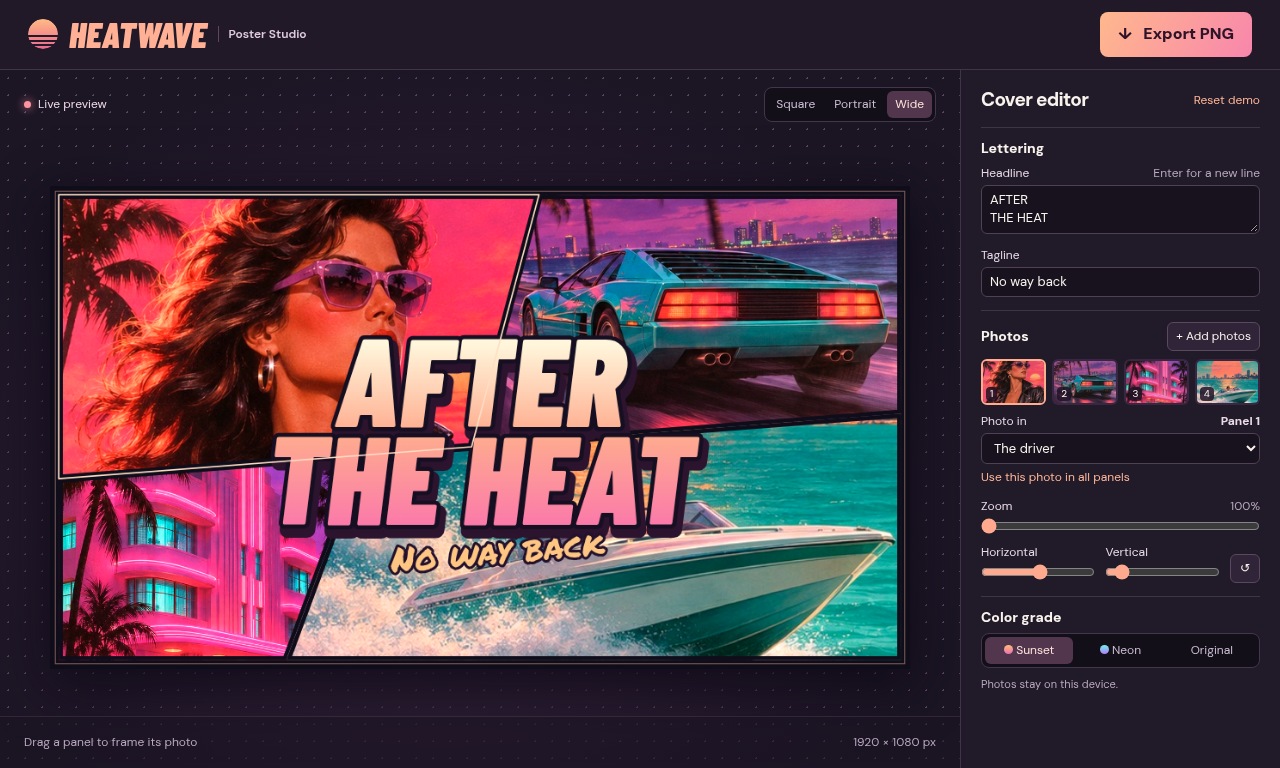 HEATWAVE
Poster Studio
↓ Export PNG
Live preview
Square Portrait Wide
AFTER
THE HEAT
NO WAY BACK
Drag a panel to frame its photo
1920 × 1080 px
Cover editor
Reset demo
Lettering
Headline
Enter for a new line
AFTER
THE HEAT
Tagline
No way back
Photos
+ Add photos
1 2 3 4
Photo in
Panel 1
The driver
Use this photo in all panels
Zoom
100%
Horizontal
Vertical
↺
Color grade
Sunset Neon Original
Photos stay on this device.